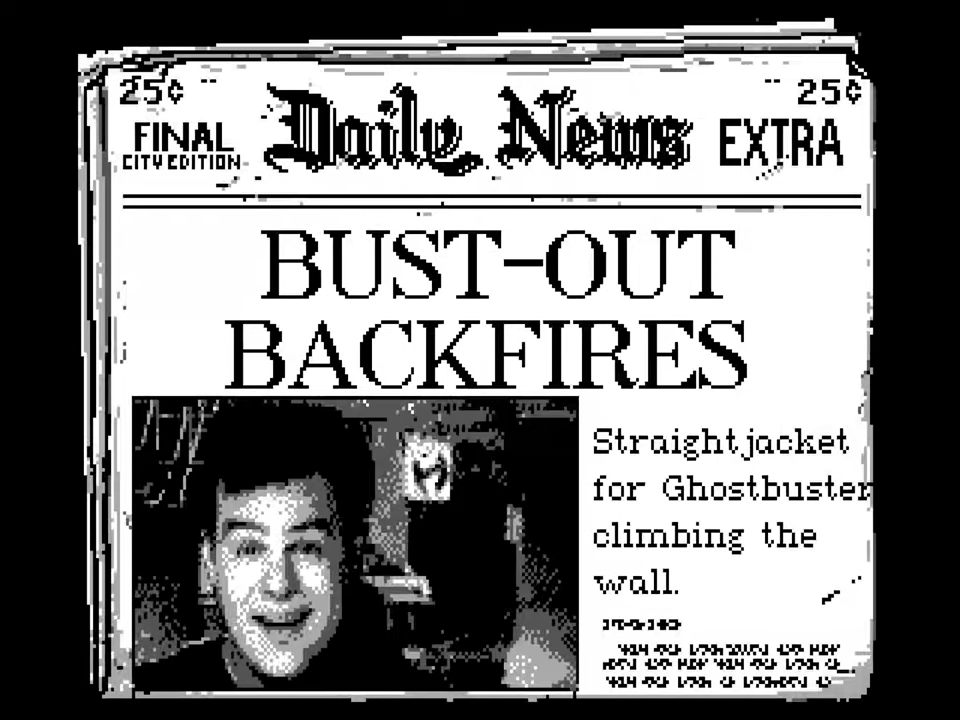 25¢ 25¢
FINAL Daily News EXTRA
CITY EDITION
BUST-OUT
BACKFIRES
Straightjacket
for Ghostbuster
climbing the
wall.